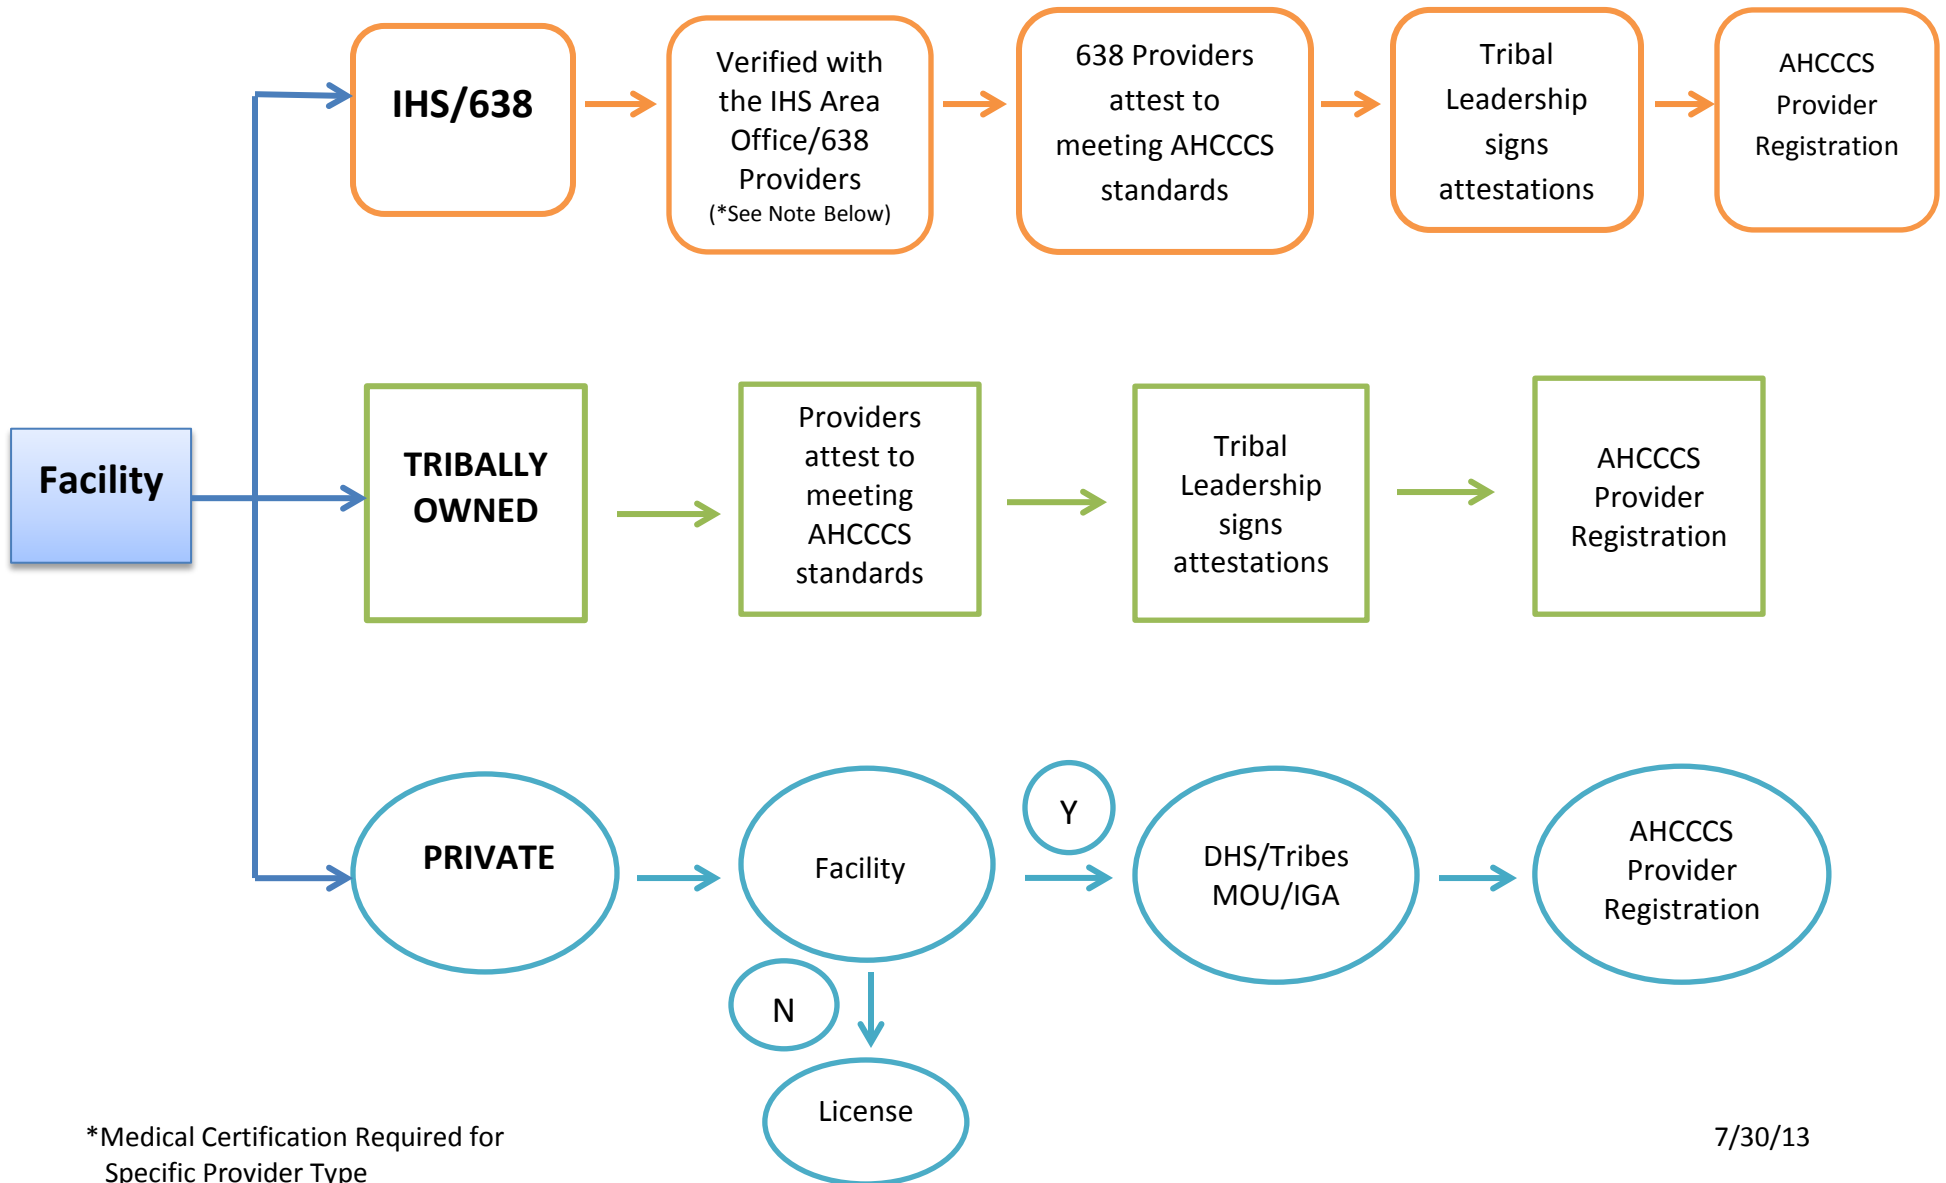 IHS/638
Verified with
the IHS Area
Office/638
Providers
(*See Note Below)
638 Providers
attest to
meeting AHCCCS
standards
Tribal
Leadership
signs
attestations
AHCCCS
Provider
Registration
Facility
TRIBALLY
OWNED
Providers
attest to
meeting
AHCCCS
standards
Tribal
Leadership
signs
attestations
AHCCCS
Provider
Registration
PRIVATE
Facility
Y
DHS/Tribes
MOU/IGA
AHCCCS
Provider
Registration
N
License
*Medical Certification Required for
Specific Provider Type
7/30/13